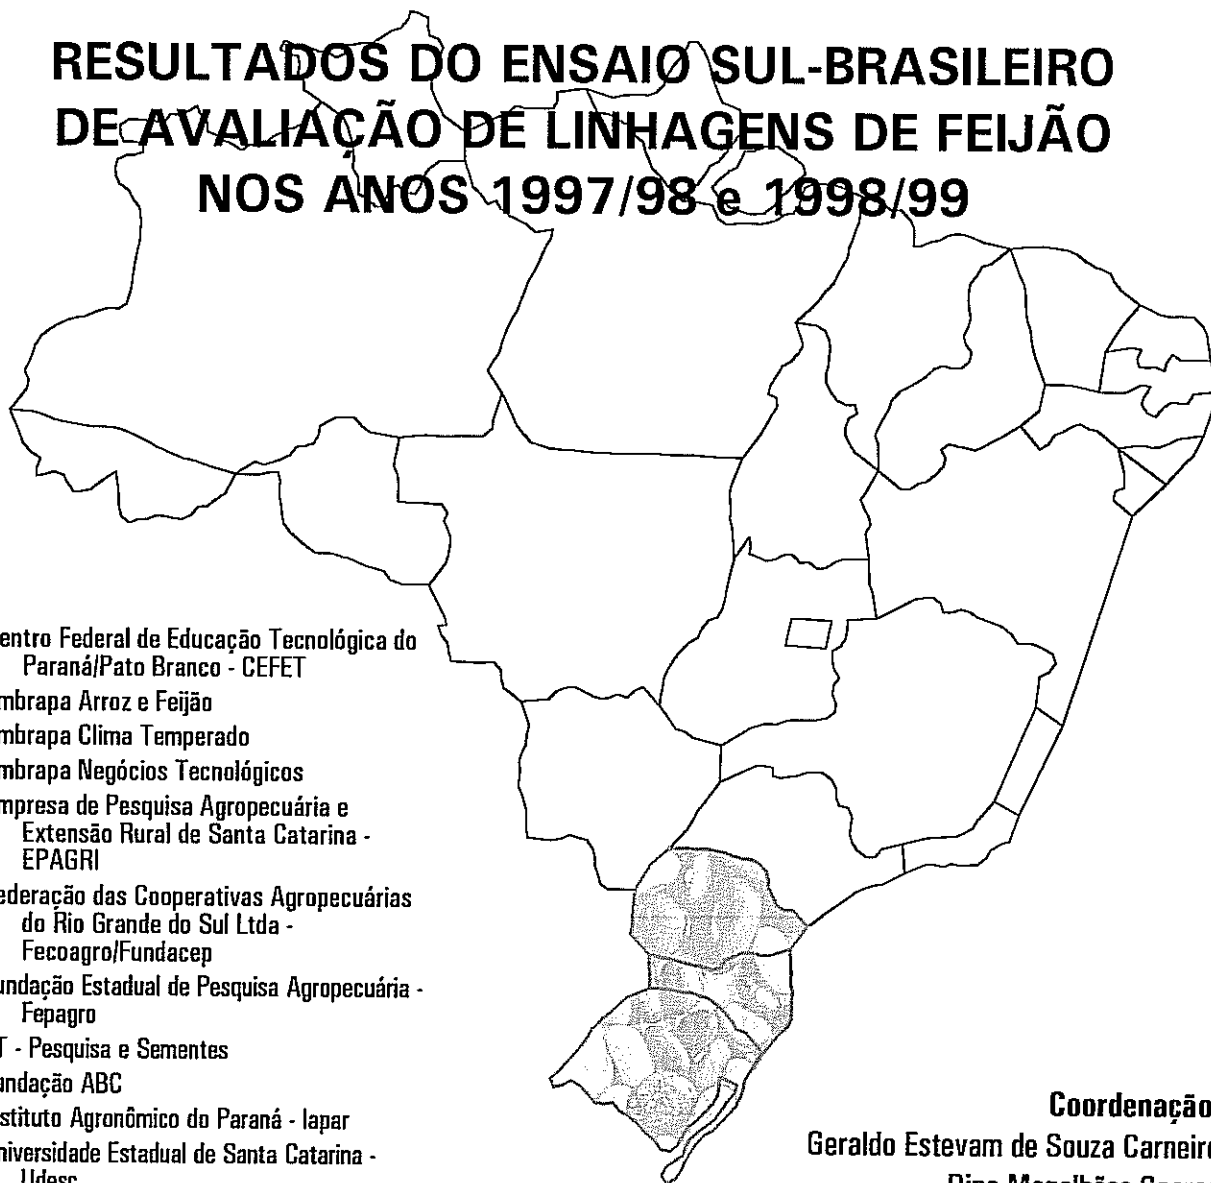 RESULTADOS DO ENSAIO SUL-BRASILEIRO
DE AVALIAÇÃO DE LINHAGENS DE FEIJÃO
NOS ANOS 1997/98 e 1998/99
entro Federal de Educação Tecnológica do
Paraná/Pato Branco - CEFET
mbrapa Arroz e Feijão
mbrapa Clima Temperado
mbrapa Negócios Tecnológicos
mpresa de Pesquisa Agropecuária e
Extensão Rural de Santa Catarina -
EPAGRI
ederação das Cooperativas Agropecuárias
do Rio Grande do Sul Ltda -
Fecoagro/Fundacep
undação Estadual de Pesquisa Agropecuária -
Fepagro
T - Pesquisa e Sementes
undação ABC
stituto Agronômico do Paraná - Iapar
niversidade Estadual de Santa Catarina -
Udesc
Coordenação
Geraldo Estevam de Souza Carneiro